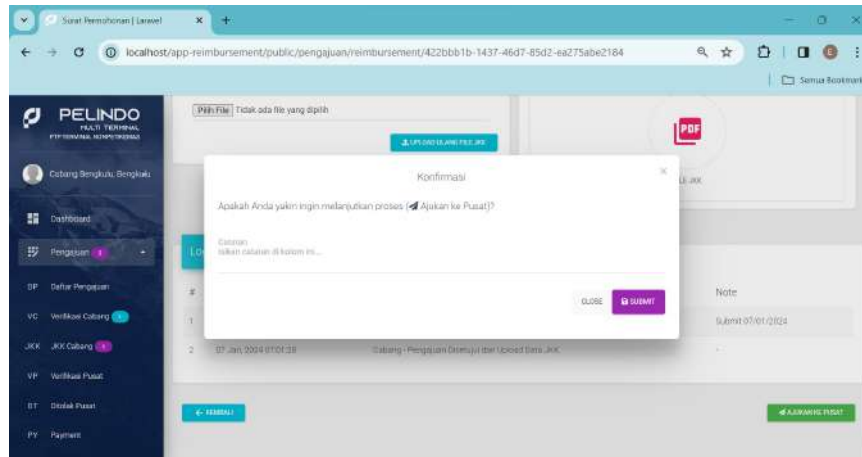 Surat Permohonan | Laravel
localhost/app-reimbursement/public/pengajuan/reimbursement/422bbb1b-1437-46d7-85d2-ea275abe2184
Semua Bookmark
PELINDO
MULTI TERMINAL
Cabang Bengkulu, Bengkulu
Dashboard
Pengajuan
DP Daftar Pengajuan
VC Verifikasi Cabang
JKK JKK Cabang
VP Verifikasi Pusat
DT Ditolak Pusat
PY Payment
Pilih File Tidak ada file yang dipilih
UPLOAD ULANG FILE JKK
PDF
Konfirmasi
Apakah Anda yakin ingin melanjutkan proses (Ajukan ke Pusat)?
Catatan
CLOSE SUBMIT
# Note
1 Submit 07/01/2024
2 07 Jan, 2024 07:01:28 Cabang - Pengajuan Disetujui dan Upload Data JKK -
KEMBALI
AJUKAN KE PUSAT